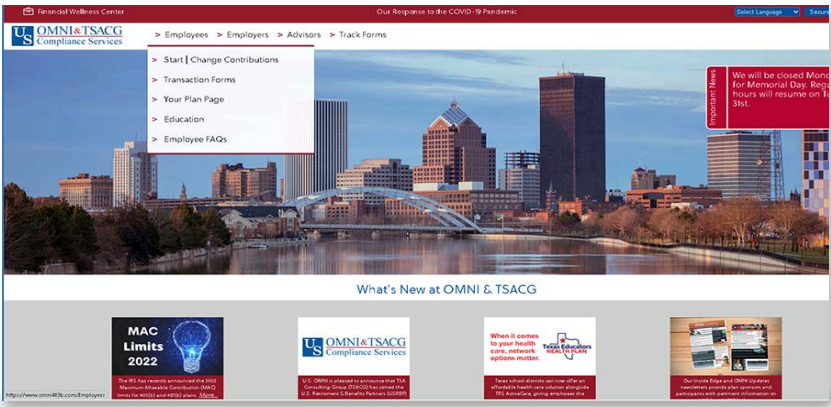 Financial Wellness Center
Our Response to the COVID-19 Pandemic
Select Language
Secure
U.S. OMNI & TSACG
Compliance Services
> Employees > Employers > Advisors > Track Forms
> Start | Change Contributions
> Transaction Forms
> Your Plan Page
> Education
> Employee FAQs
Important News
We will be closed Mond
for Memorial Day. Regu
hours will resume on Tu
31st.
What's New at OMNI & TSACG
MAC
Limits
2022
The IRS has recently announced the 2022
Maximum Allowable Contribution (MAC)
limits for 403(b) and 457(b) plans. More...
U.S. OMNI & TSACG
Compliance Services
U.S. OMNI is pleased to announce that TSA
Consulting Group (TSACG) has joined the
U.S. Retirement & Benefits Partners (USRBP)
When it comes
to your health
care, network
options matter.
Texas Educators
HEALTH PLAN
Texas school districts can now offer an
affordable health care solution alongside
TRS ActiveCare, giving employees the
Our Inside Edge and OMNI Updates
newsletters provide plan sponsors and
participants with pertinent information on
http://www.omni403b.com/Employees